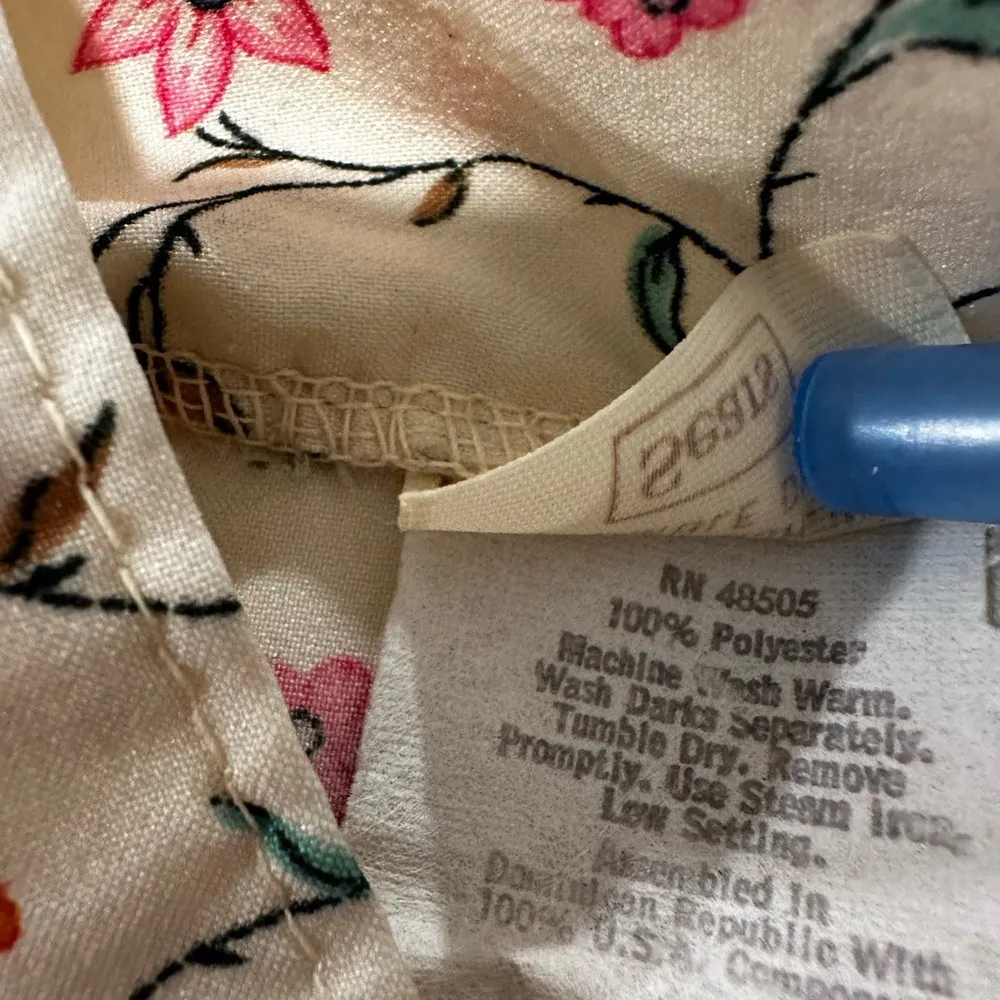 RN 48505
100% Polyester
Machine Wash Warm.
Wash Darks Separately.
Tumble Dry. Remove
Promptly. Use Steam Iron-
Low Setting.
Assembled in
Dominican Republic With
100% U.S.A.